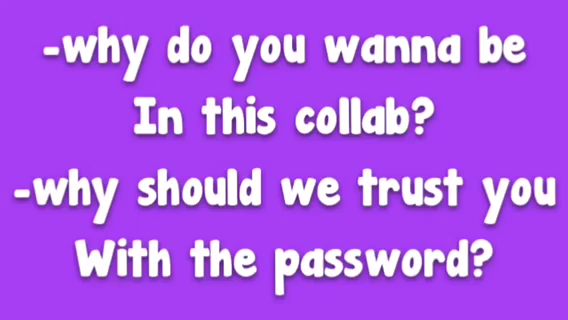 -why do you wanna be
In this collab?
-why should we trust you
With the password?